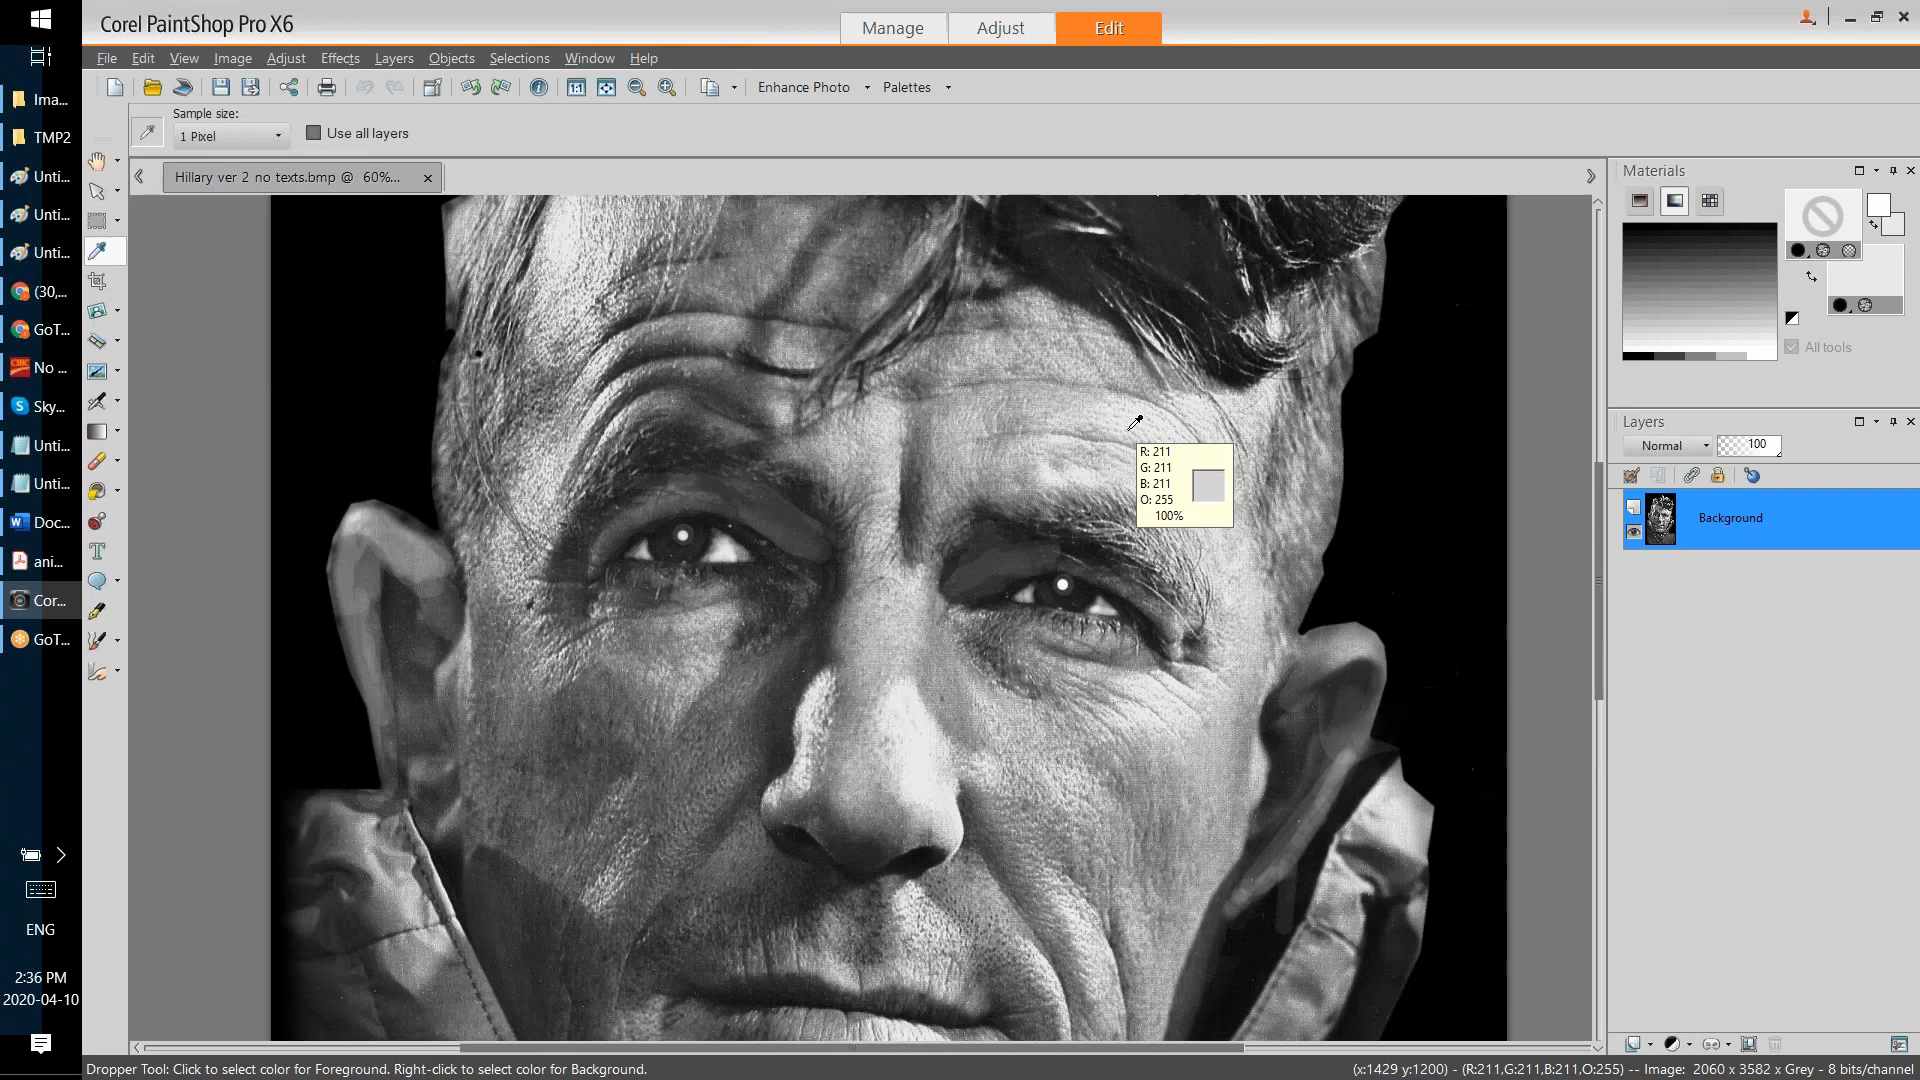 Corel PaintShop Pro X6
Manage
Adjust
Edit
File Edit View Image Adjust Effects Layers Objects Selections Window Help
1:1
Enhance Photo
Palettes
Sample size:
1 Pixel
Use all layers
Hillary ver 2 no texts.bmp @ 60%...
R: 211
G: 211
B: 211
O: 255
100%
Materials
All tools
Layers
Normal
100
Background
Ima...
TMP2
Unti...
Unti...
Unti...
(30,...
GoT...
CIBC
No ...
Sky...
Unti...
Unti...
Doc...
ani...
Cor...
GoT...
ENG
2:36 PM
2020-04-10
Dropper Tool: Click to select color for Foreground. Right-click to select color for Background.
(x:1429 y:1200) - (R:211,G:211,B:211,O:255) -- Image: 2060 x 3582 x Grey - 8 bits/channel